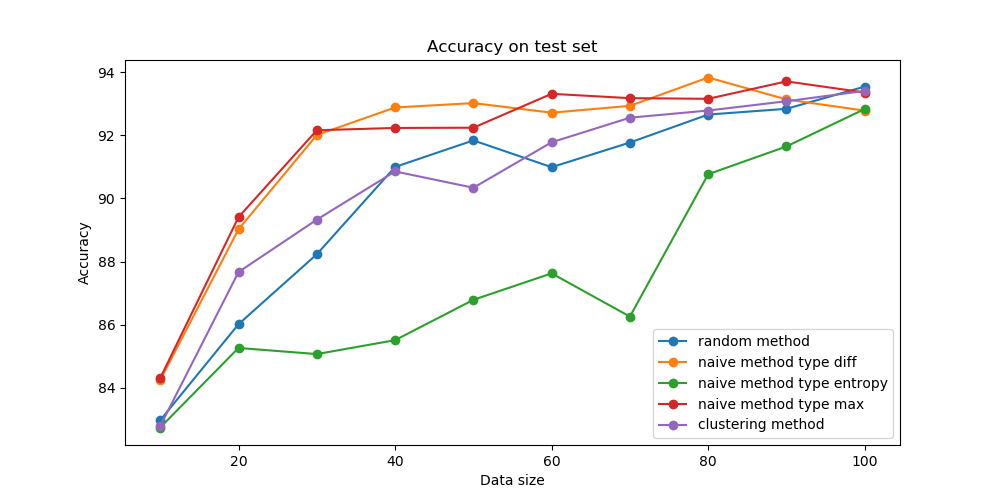 Accuracy on test set
Accuracy
94
92
90
88
86
84
20
40
60
80
100
Data size
random method
naive method type diff
naive method type entropy
naive method type max
clustering method